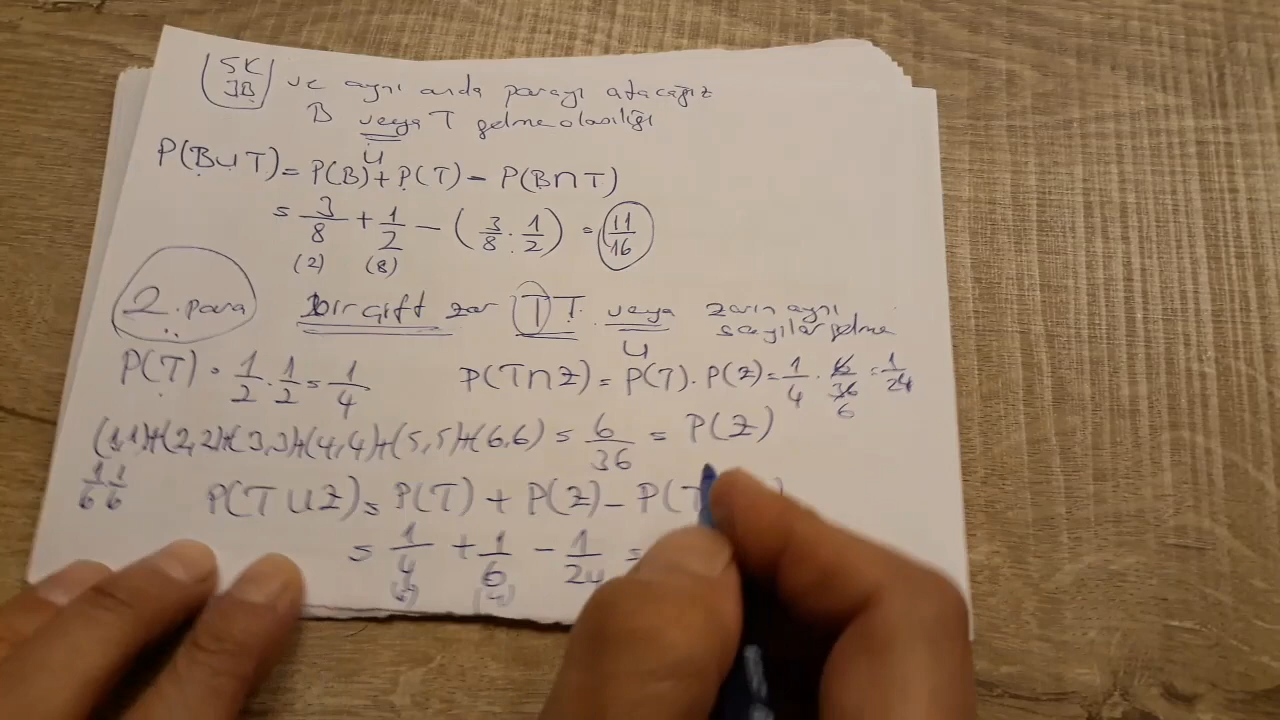 5K
3B
ve aynı anda parayı atacağız
B veya T gelme olasılığı
U
P(B∪T) = P(B) + P(T) - P(B∩T)
= 3/8 + 1/2 - (3/8 . 1/2) = 11/16
(2) (8)
2. para bir çift zar T T. veya zarın aynı
sayılar gelme
U
P(T) = 1/2 . 1/2 = 1/4
P(T∩Z) = P(T) . P(Z) = 1/4 . 6/36 = 1/24
6
(1,1)+(2,2)+(3,3)+(4,4)+(5,5)+(6,6) = 6/36 = P(Z)
1/6 1/6
P(T∪Z) = P(T) + P(Z) - P(T
= 1/4 + 1/6 - 1/24 =